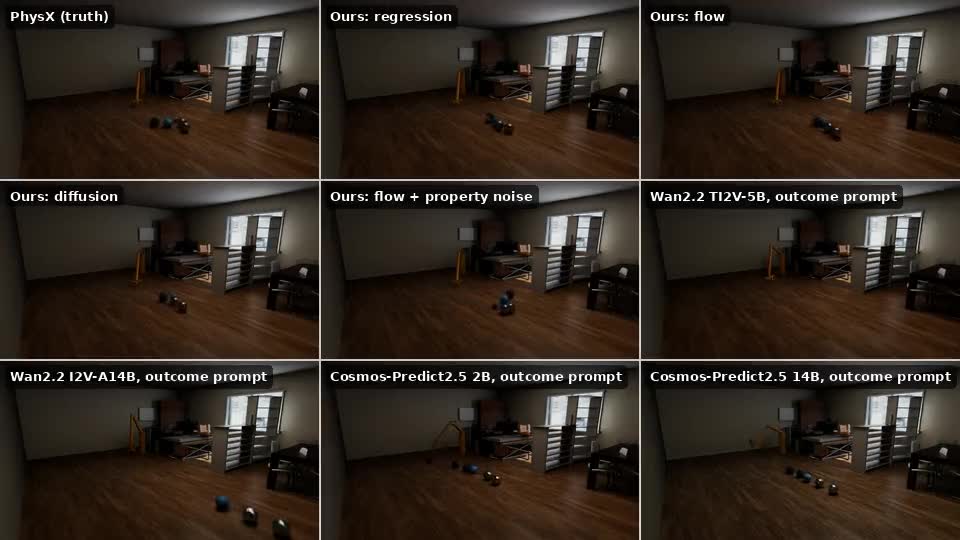 PhysX (truth)
Ours: regression
Ours: flow
Ours: diffusion
Ours: flow + property noise
Wan2.2 TI2V-5B, outcome prompt
Wan2.2 I2V-A14B, outcome prompt
Cosmos-Predict2.5 2B, outcome prompt
Cosmos-Predict2.5 14B, outcome prompt